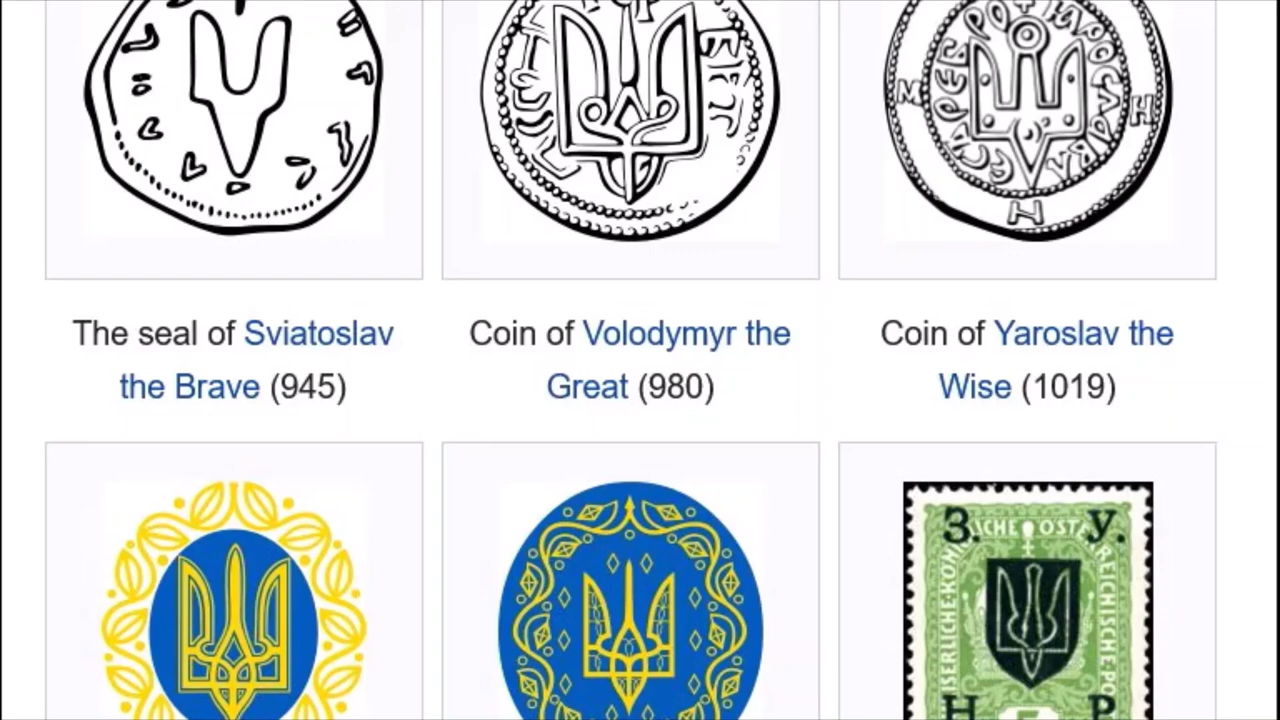 The seal of Sviatoslav
the Brave (945)
Coin of Volodymyr the
Great (980)
Coin of Yaroslav the
Wise (1019)
З. У.
Н Р